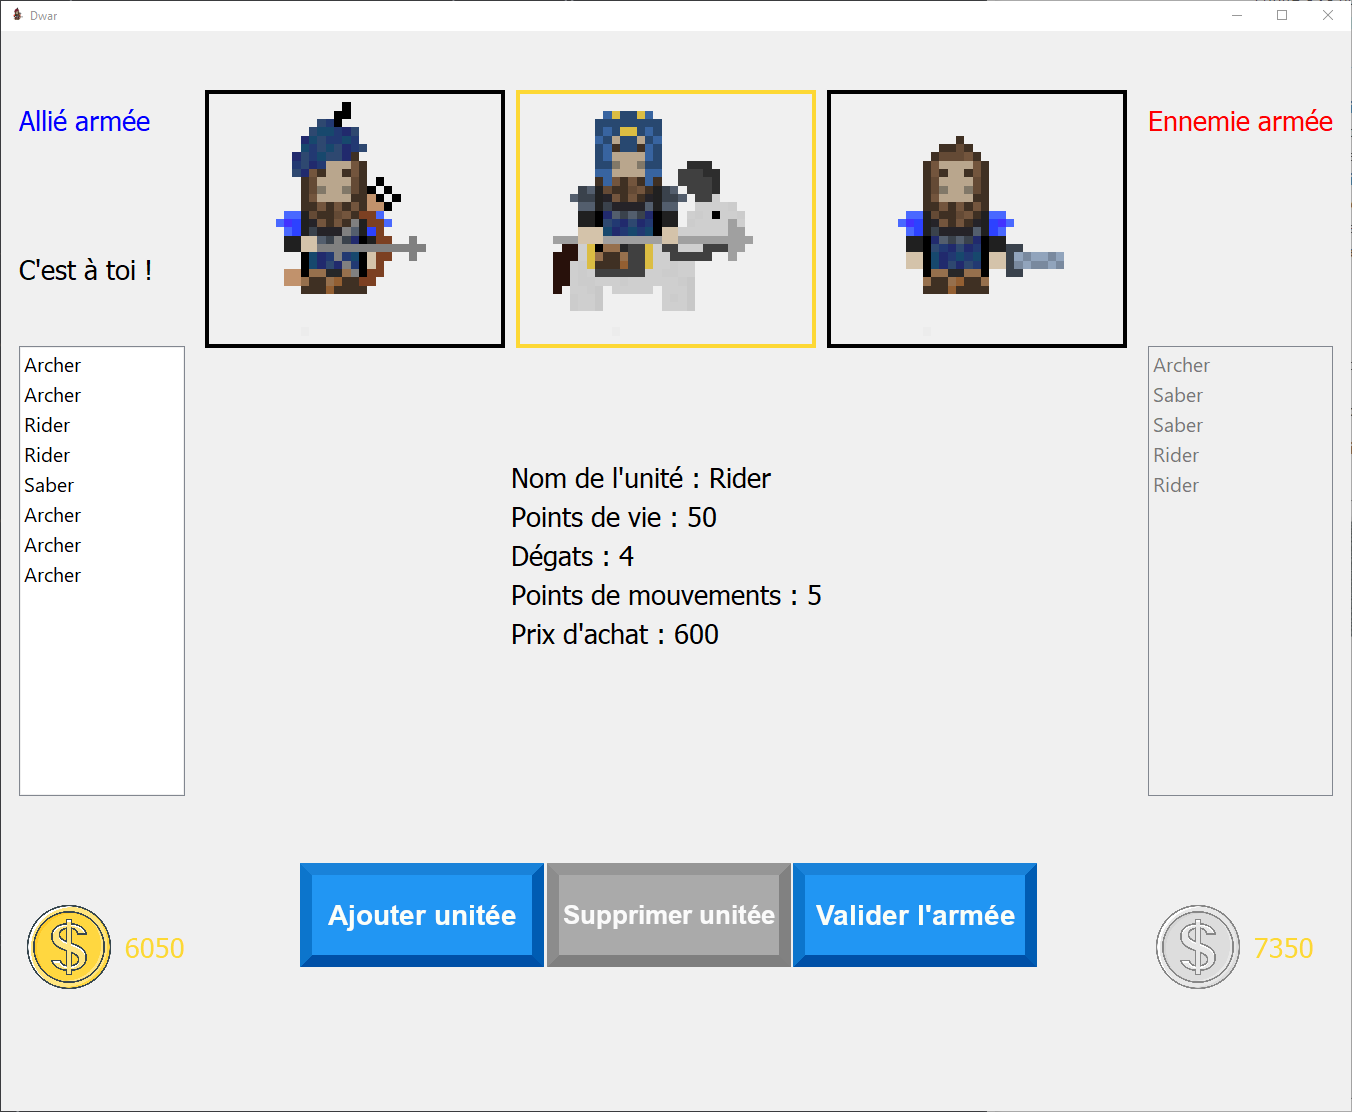 Dwar
Allié armée
Ennemie armée
C'est à toi !
Archer
Archer
Rider
Rider
Saber
Archer
Archer
Archer
Archer
Saber
Saber
Rider
Rider
Nom de l'unité : Rider
Points de vie : 50
Dégats : 4
Points de mouvements : 5
Prix d'achat : 600
Ajouter unitée
Supprimer unitée
Valider l'armée
$ 6050
$ 7350